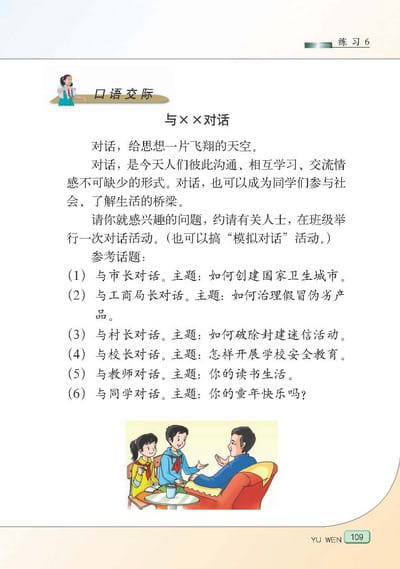 练习6
口语交际
与××对话
对话，给思想一片飞翔的天空。
对话，是今天人们彼此沟通、相互学习、交流情
感不可缺少的形式。对话，也可以成为同学们参与社
会、了解生活的桥梁。
请你就感兴趣的问题，约请有关人士，在班级举
行一次对话活动。（也可以搞“模拟对话”活动。）
参考话题：
（1）与市长对话。主题：如何创建国家卫生城市。
（2）与工商局长对话。主题：如何治理假冒伪劣产
品。
（3）与村长对话。主题：如何破除封建迷信活动。
（4）与校长对话。主题：怎样开展学校安全教育。
（5）与教师对话。主题：你的读书生活。
（6）与同学对话。主题：你的童年快乐吗？
YU WEN 109